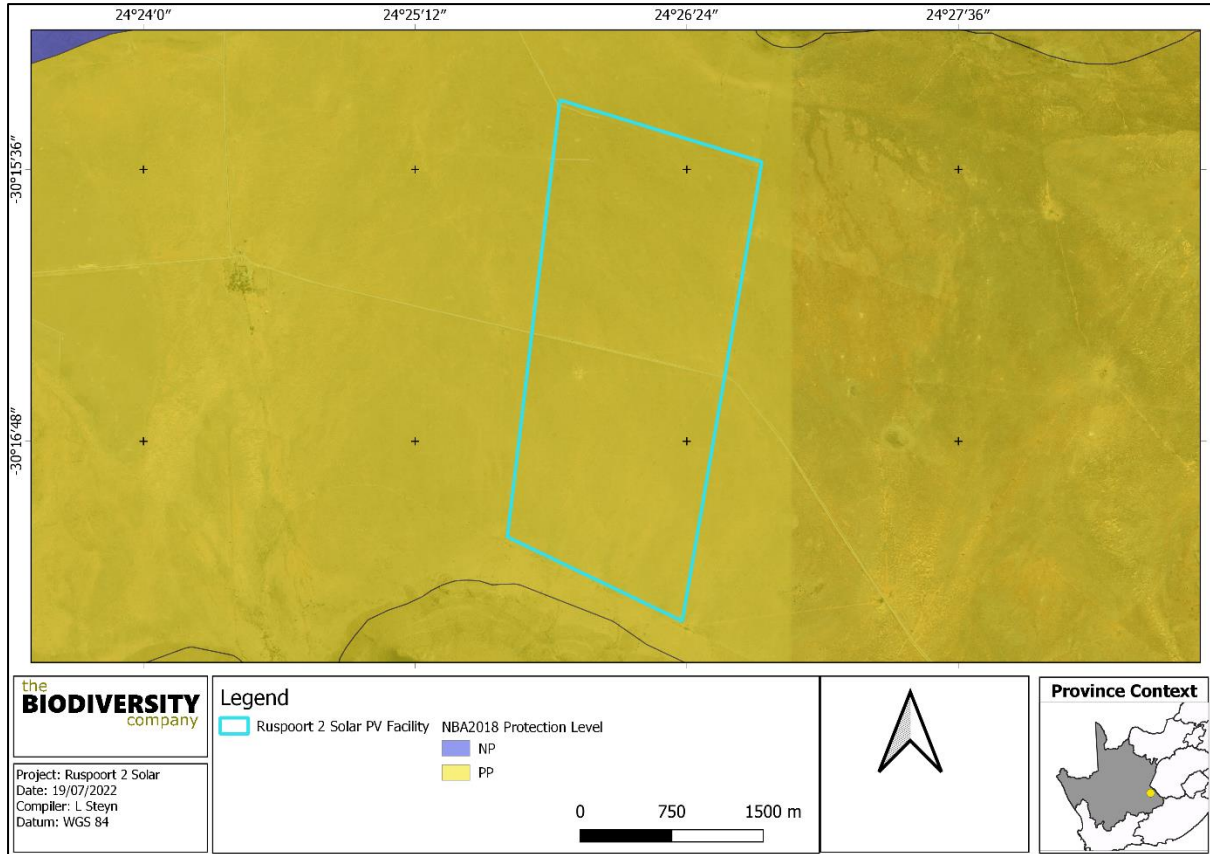 24°24′0″ 24°25′12″ 24°26′24″ 24°27′36″
-30°15′36″
-30°16′48″
the
BIODIVERSITY
company
Project: Ruspoort 2 Solar
Date: 19/07/2022
Compiler: L Steyn
Datum: WGS 84
Legend
Ruspoort 2 Solar PV Facility
NBA2018 Protection Level
NP
PP
0 750 1500 m
Province Context